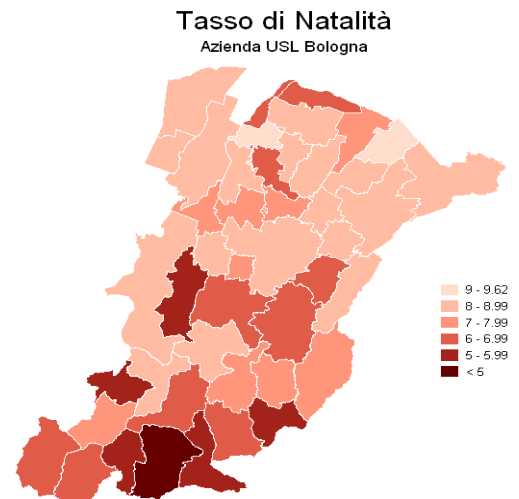 Tasso di Natalità
Azienda USL Bologna
9 - 9.62
8 - 8.99
7 - 7.99
6 - 6.99
5 - 5.99
< 5